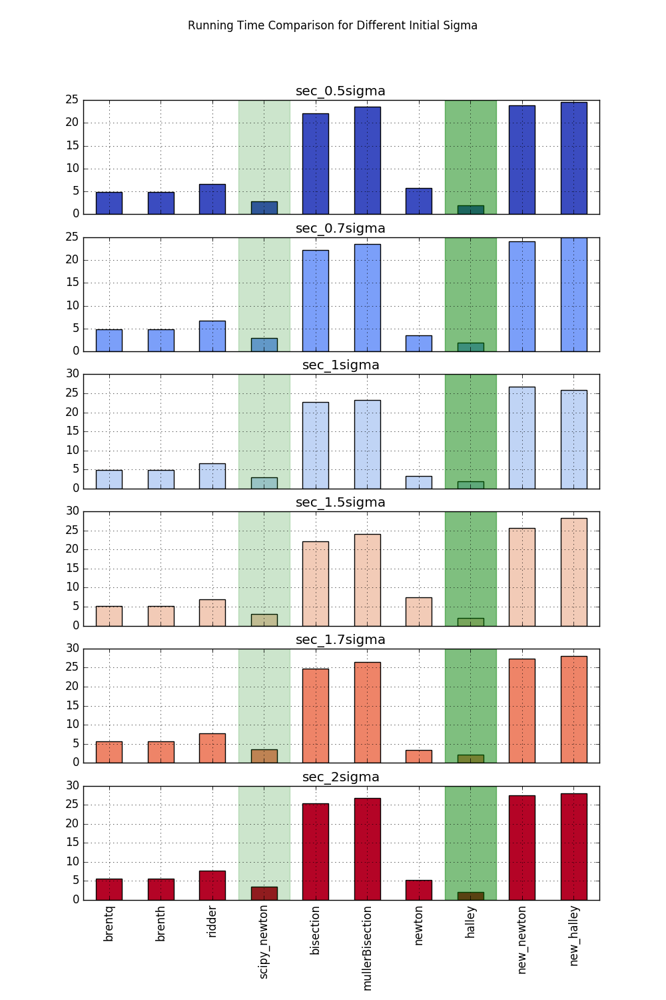 Running Time Comparison for Different Initial Sigma
sec_0.5sigma
25
20
15
10
5
0
sec_0.7sigma
25
20
15
10
5
0
sec_1sigma
30
25
20
15
10
5
0
sec_1.5sigma
30
25
20
15
10
5
0
sec_1.7sigma
30
25
20
15
10
5
0
sec_2sigma
30
25
20
15
10
5
0
brentq
brenth
ridder
scipy_newton
bisection
mullerBisection
newton
halley
new_newton
new_halley